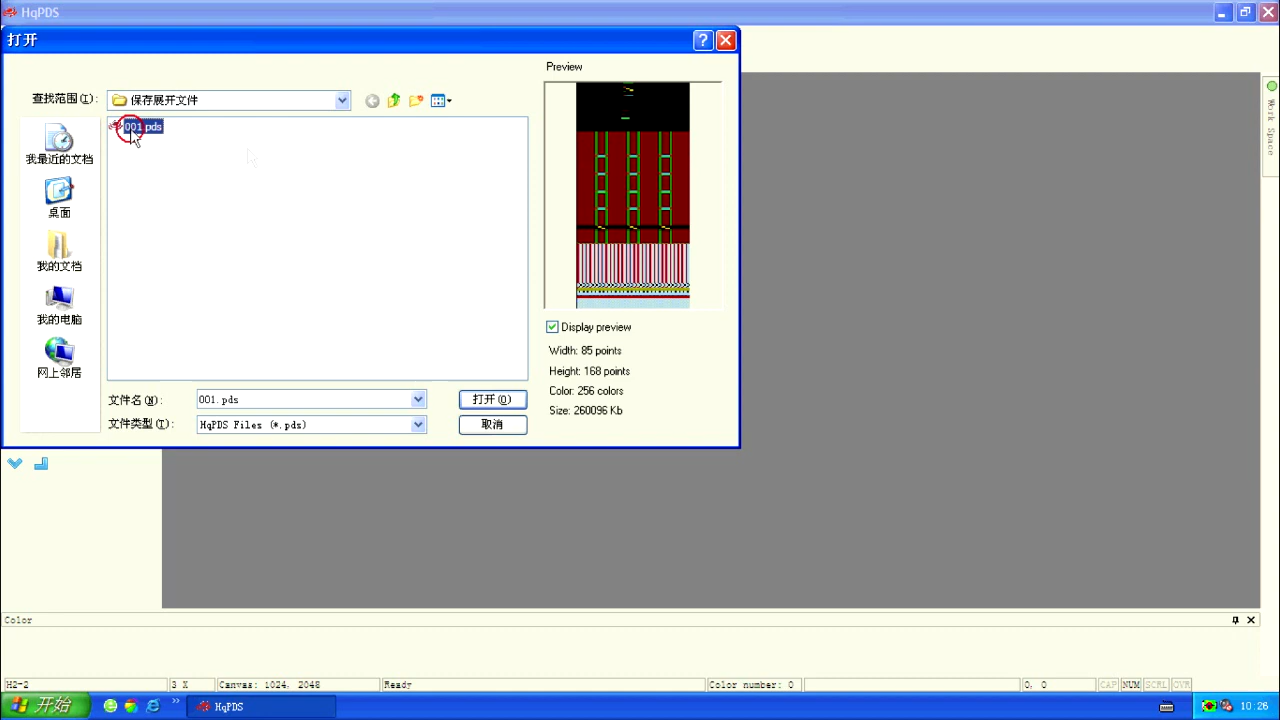 HqPDS
打开
Preview
查找范围(I):
保存展开文件
001.pds
我最近的文档
桌面
我的文档
我的电脑
网上邻居
Display preview
Width: 85 points
Height: 168 points
Color: 256 colors
Size: 260096 Kb
文件名(N):
001.pds
打开(O)
文件类型(T):
HqPDS Files (*.pds)
取消
Work Space
Color
H2-2
3 X
Canvas: 1024, 2048
Ready
Color number: 0
0, 0
CAP
NUM
SCRL
OVR
开始
HqPDS
10:26